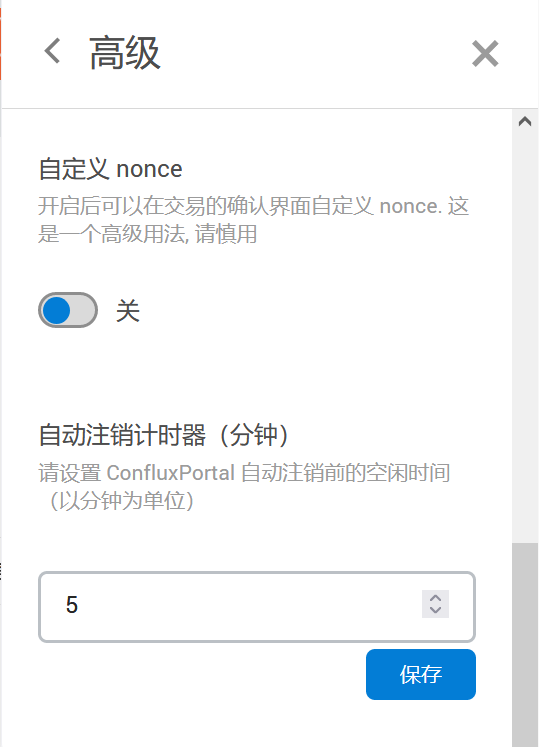 高级
自定义 nonce
开启后可以在交易的确认界面自定义 nonce. 这
是一个高级用法, 请慎用
关
自动注销计时器（分钟）
请设置 ConfluxPortal 自动注销前的空闲时间
（以分钟为单位）
5
保存